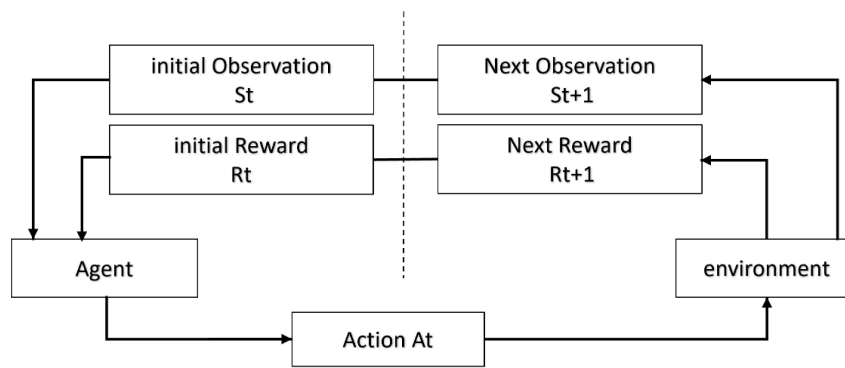 initial Observation
St
Next Observation
St+1
initial Reward
Rt
Next Reward
Rt+1
Agent
environment
Action At